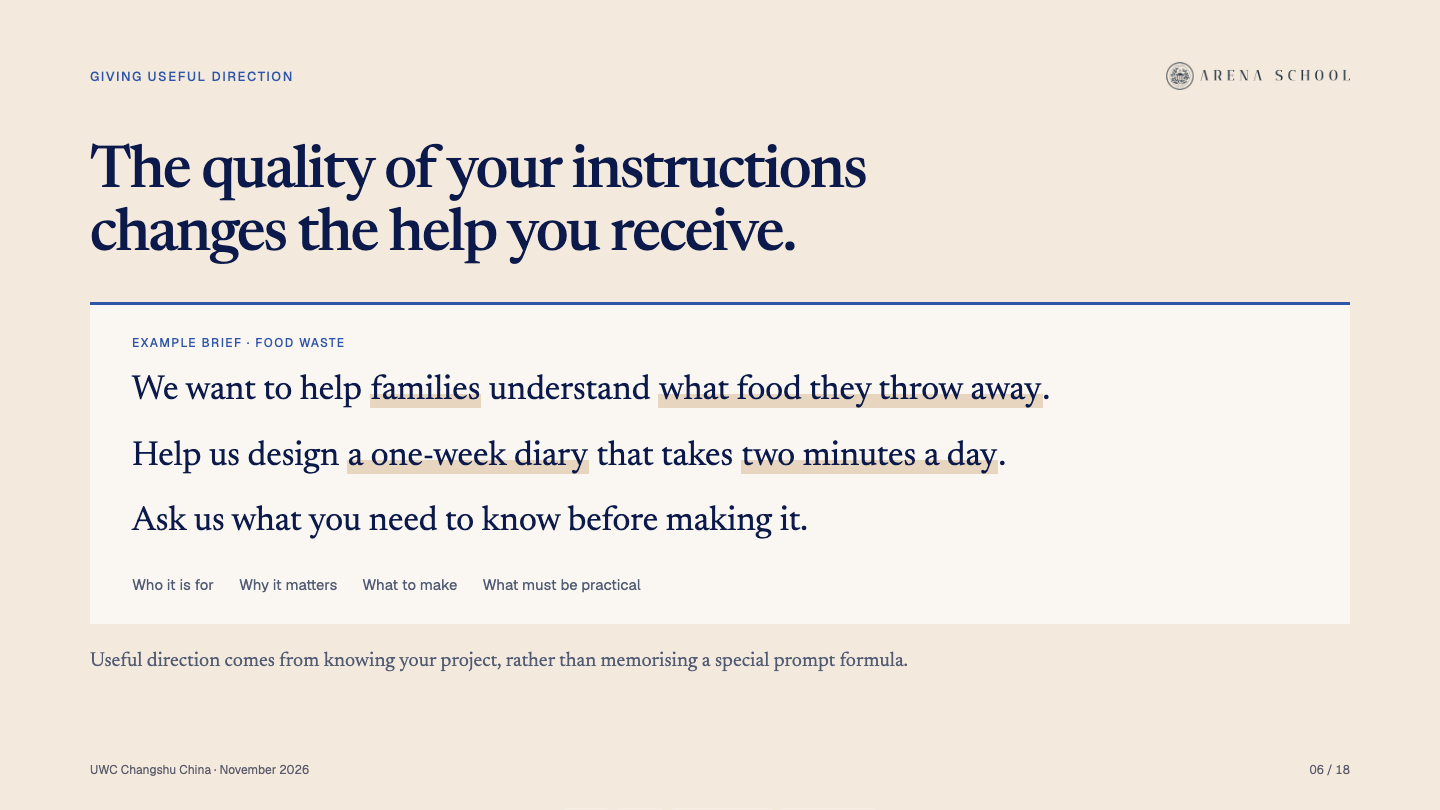 GIVING USEFUL DIRECTION
ARENA SCHOOL
The quality of your instructions
changes the help you receive.
EXAMPLE BRIEF · FOOD WASTE
We want to help families understand what food they throw away.
Help us design a one-week diary that takes two minutes a day.
Ask us what you need to know before making it.
Who it is for Why it matters What to make What must be practical
Useful direction comes from knowing your project, rather than memorising a special prompt formula.
UWC Changshu China · November 2026
06 / 18